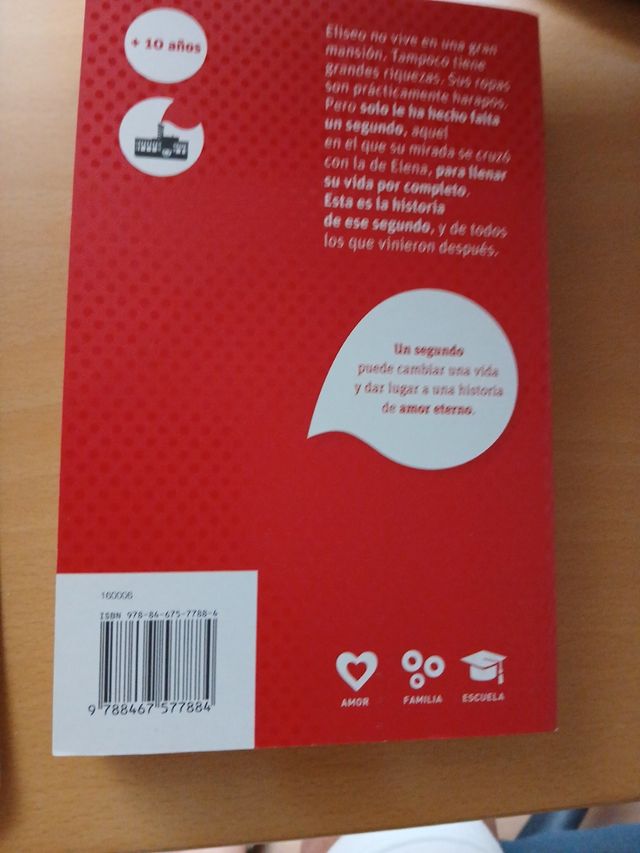 + 10 años
Eliseo no vive en una gran
mansión. Tampoco tiene
grandes riquezas. Sus ropas
son prácticamente harapos.
Pero solo le ha hecho falta
un segundo, aquel
en el que su mirada se cruzó
con la de Elena, para llenar
su vida por completo.
Esta es la historia
de ese segundo, y de todos
los que vinieron después.
Un segundo
puede cambiar una vida
y dar lugar a una historia
de amor eterno.
160006
ISBN 978-84-675-7788-4
9 788467 577884
AMOR
FAMILIA
ESCUELA